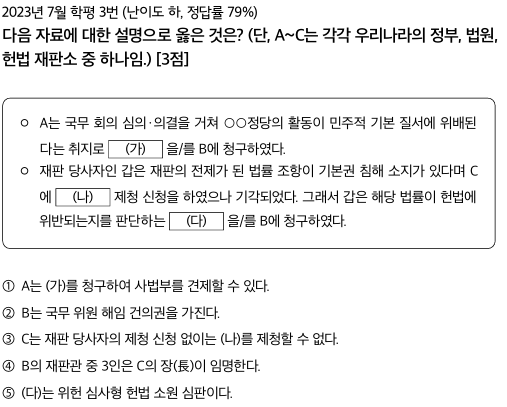 2023년 7월 학평 3번 (난이도 하, 정답률 79%)
다음 자료에 대한 설명으로 옳은 것은? (단, A~C는 각각 우리나라의 정부, 법원,
헌법 재판소 중 하나임.) [3점]
○ A는 국무 회의 심의·의결을 거쳐 ○○정당의 활동이 민주적 기본 질서에 위배된
다는 취지로 (가) 을/를 B에 청구하였다.
○ 재판 당사자인 갑은 재판의 전제가 된 법률 조항이 기본권 침해 소지가 있다며 C
에 (나) 제청 신청을 하였으나 기각되었다. 그래서 갑은 해당 법률이 헌법에
위반되는지를 판단하는 (다) 을/를 B에 청구하였다.
① A는 (가)를 청구하여 사법부를 견제할 수 있다.
② B는 국무 위원 해임 건의권을 가진다.
③ C는 재판 당사자의 제청 신청 없이는 (나)를 제청할 수 없다.
④ B의 재판관 중 3인은 C의 장(長)이 임명한다.
⑤ (다)는 위헌 심사형 헌법 소원 심판이다.